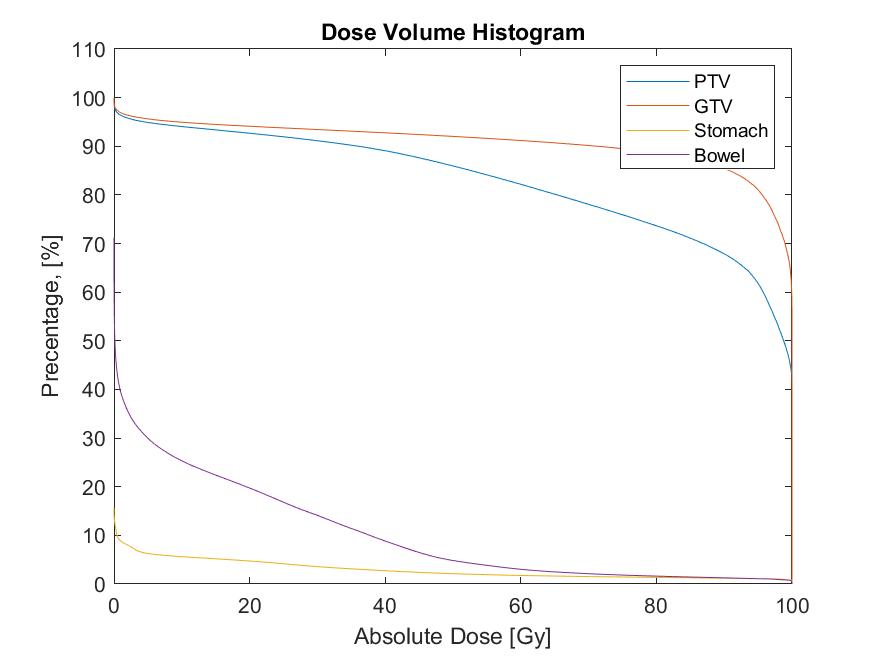 Dose Volume Histogram
110
100
90
80
70
60
50
40
30
20
10
0
Precentage, [%]
PTV
GTV
Stomach
Bowel
0 20 40 60 80 100
Absolute Dose [Gy]